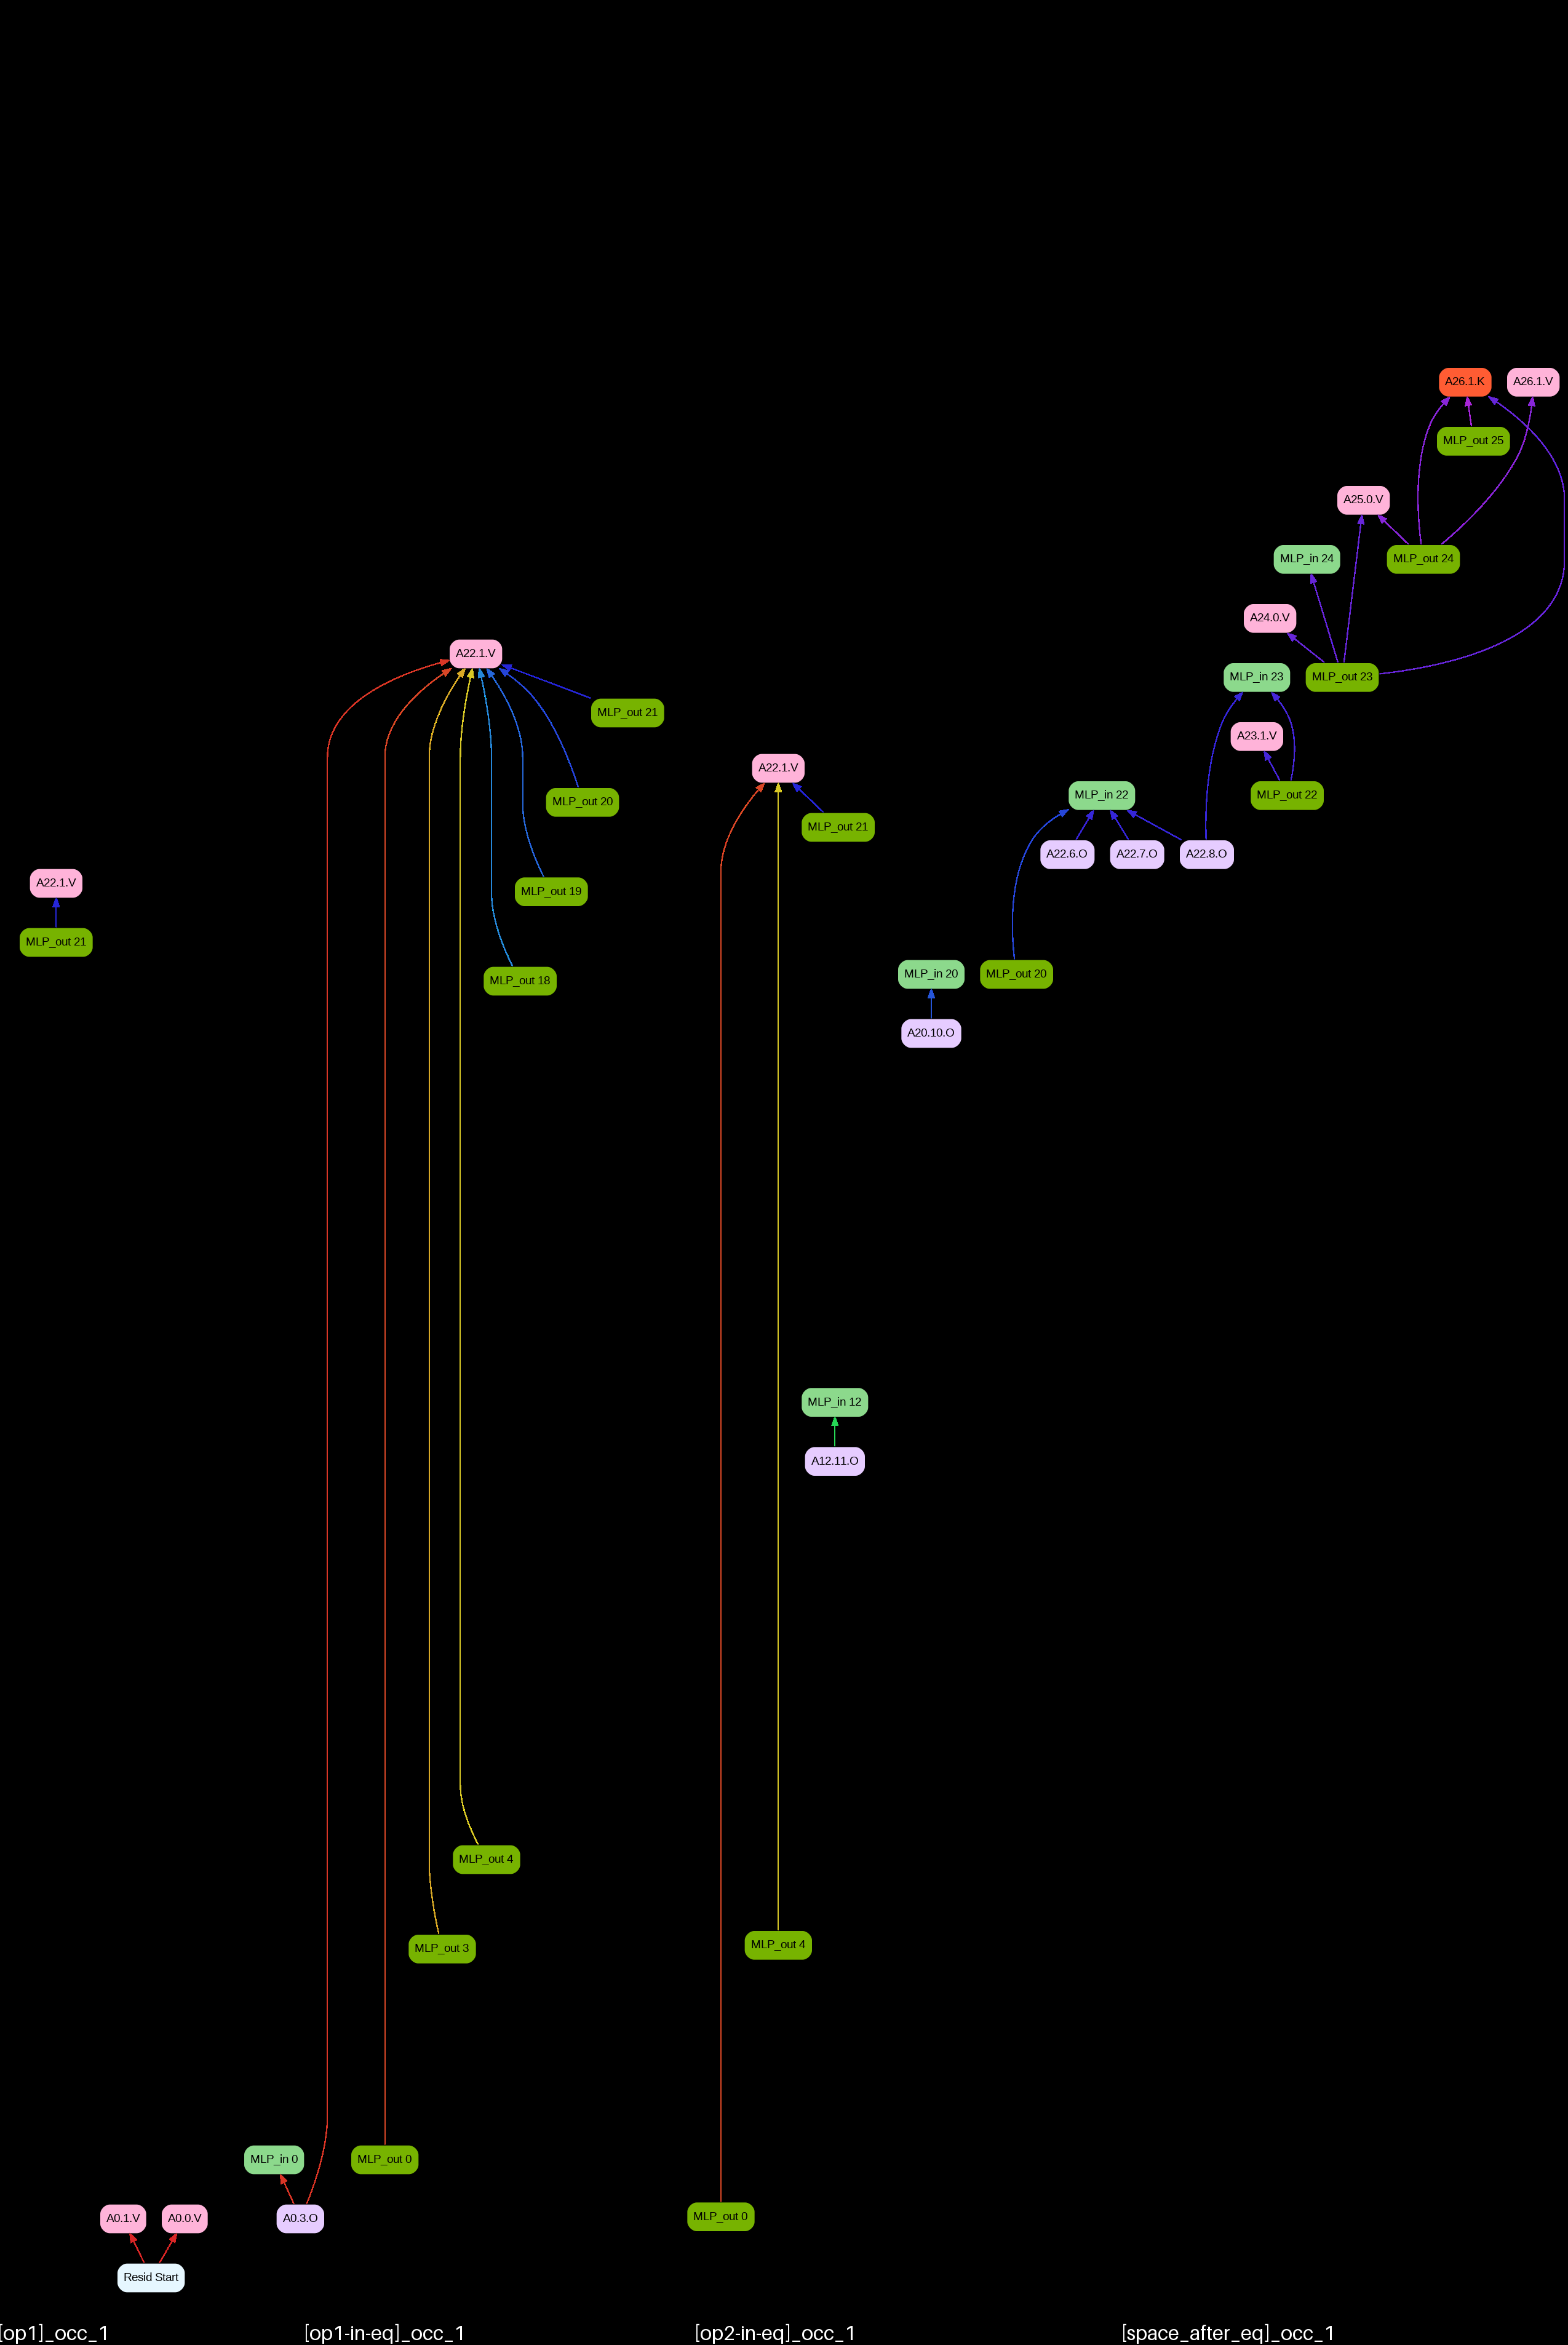 A26.1.K
A26.1.V
MLP_out 25
A25.0.V
MLP_in 24
MLP_out 24
A24.0.V
A22.1.V
MLP_in 23
MLP_out 23
MLP_out 21
A23.1.V
A22.1.V
MLP_in 22
MLP_out 22
MLP_out 20
MLP_out 21
A22.6.O
A22.7.O
A22.8.O
A22.1.V
MLP_out 19
MLP_out 21
MLP_out 18
MLP_in 20
MLP_out 20
A20.10.O
MLP_in 12
A12.11.O
MLP_out 4
MLP_out 3
MLP_out 4
MLP_in 0
MLP_out 0
A0.1.V
A0.0.V
A0.3.O
MLP_out 0
Resid Start
[op1]_occ_1
[op1-in-eq]_occ_1
[op2-in-eq]_occ_1
[space_after_eq]_occ_1